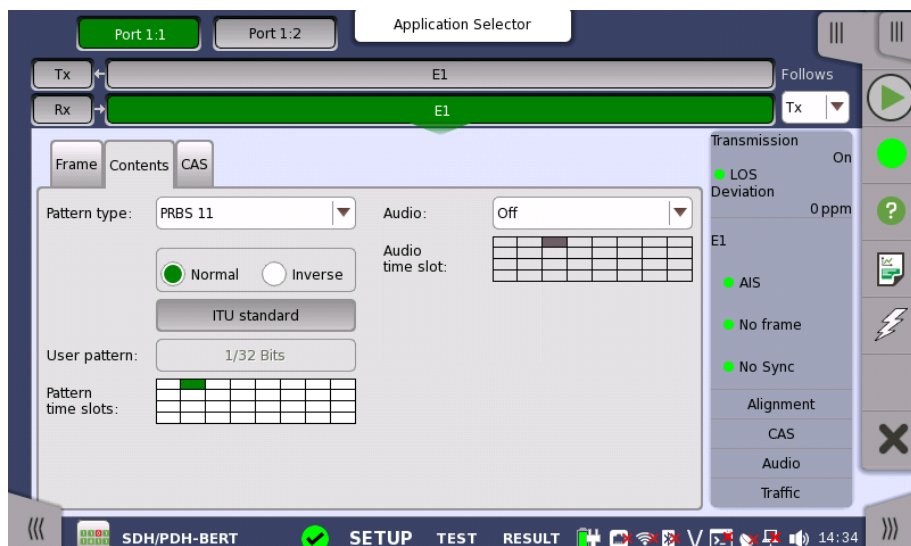 Port 1:1
Port 1:2
Application Selector
Tx
E1
Follows
Rx
E1
Tx
Frame
Contents
CAS
Transmission
On
LOS
Deviation
0 ppm
Pattern type:
PRBS 11
Audio:
Off
Normal
Inverse
Audio
time slot:
E1
AIS
ITU standard
No frame
User pattern:
1/32 Bits
No Sync
Pattern
time slots:
Alignment
CAS
Audio
Traffic
SDH/PDH-BERT
SETUP
TEST
RESULT
14:34